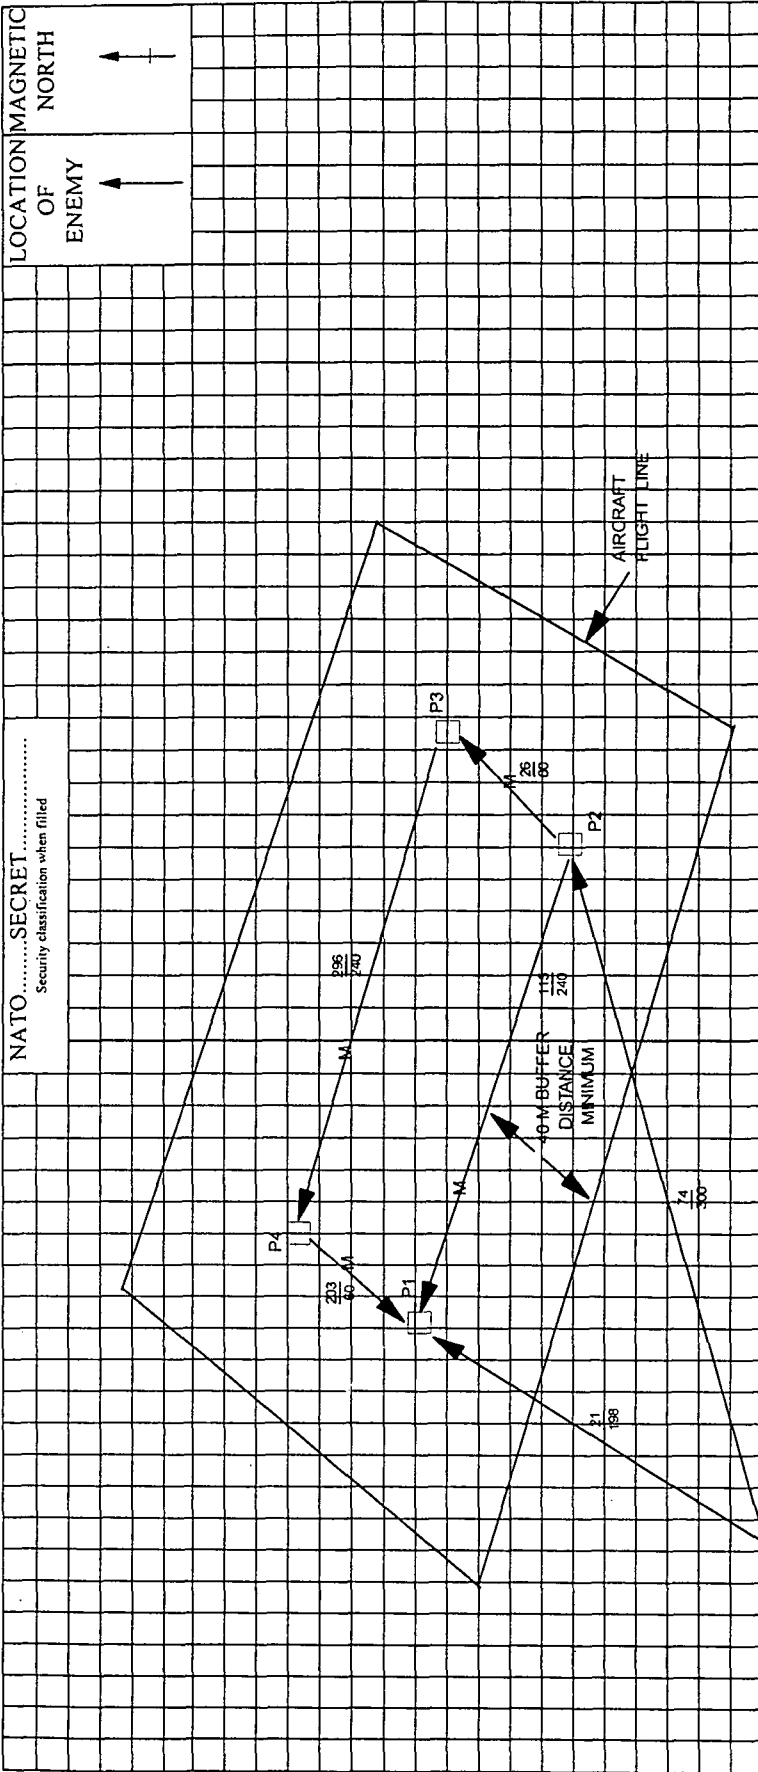 NATO.........SECRET....................
Security classification when filled
LOCATION
OF
ENEMY
MAGNETIC
NORTH
P4
P3
296
240
M
M
26
80
203
60
M
P1
P2
115
240
M
40 M BUFFER
DISTANCE
MINIMUM
AIRCRAFT
FLIGHT LINE
21
198
74
300